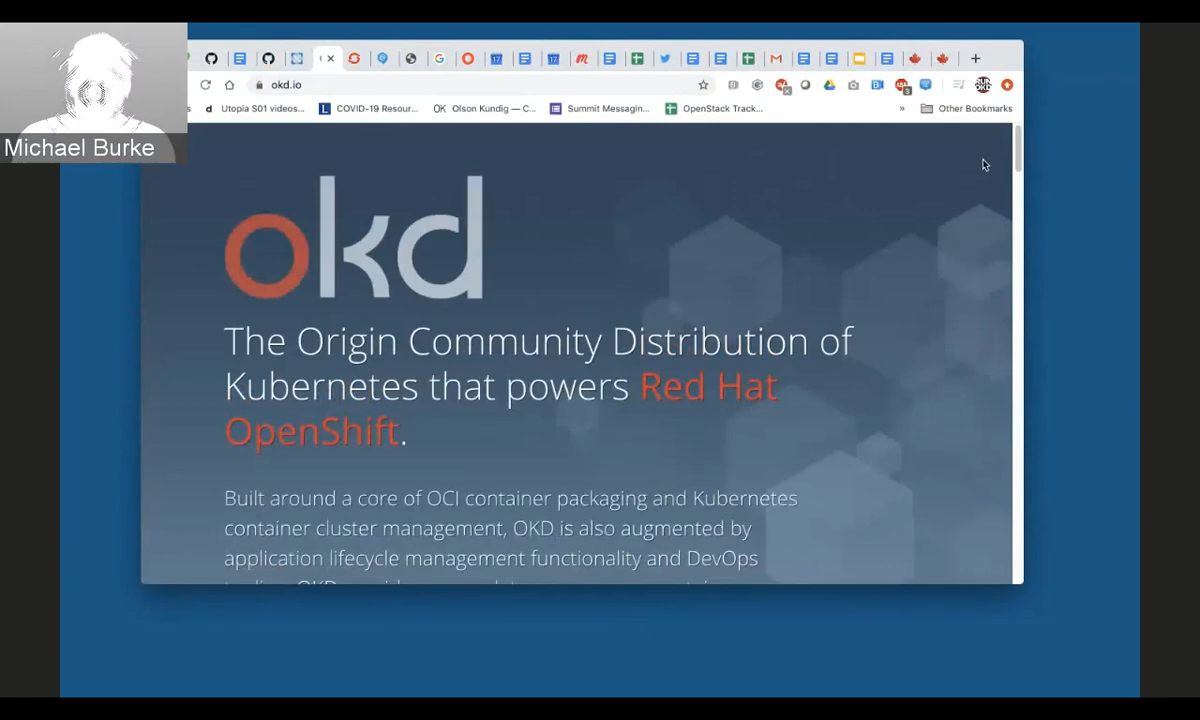 okd.io
Utopia S01 videos...
COVID-19 Resour...
OK Olson Kundig — C...
Summit Messagin...
OpenStack Track...
»
Other Bookmarks
Michael Burke
okd
The Origin Community Distribution of
Kubernetes that powers Red Hat
OpenShift.
Built around a core of OCI container packaging and Kubernetes
container cluster management, OKD is also augmented by
application lifecycle management functionality and DevOps